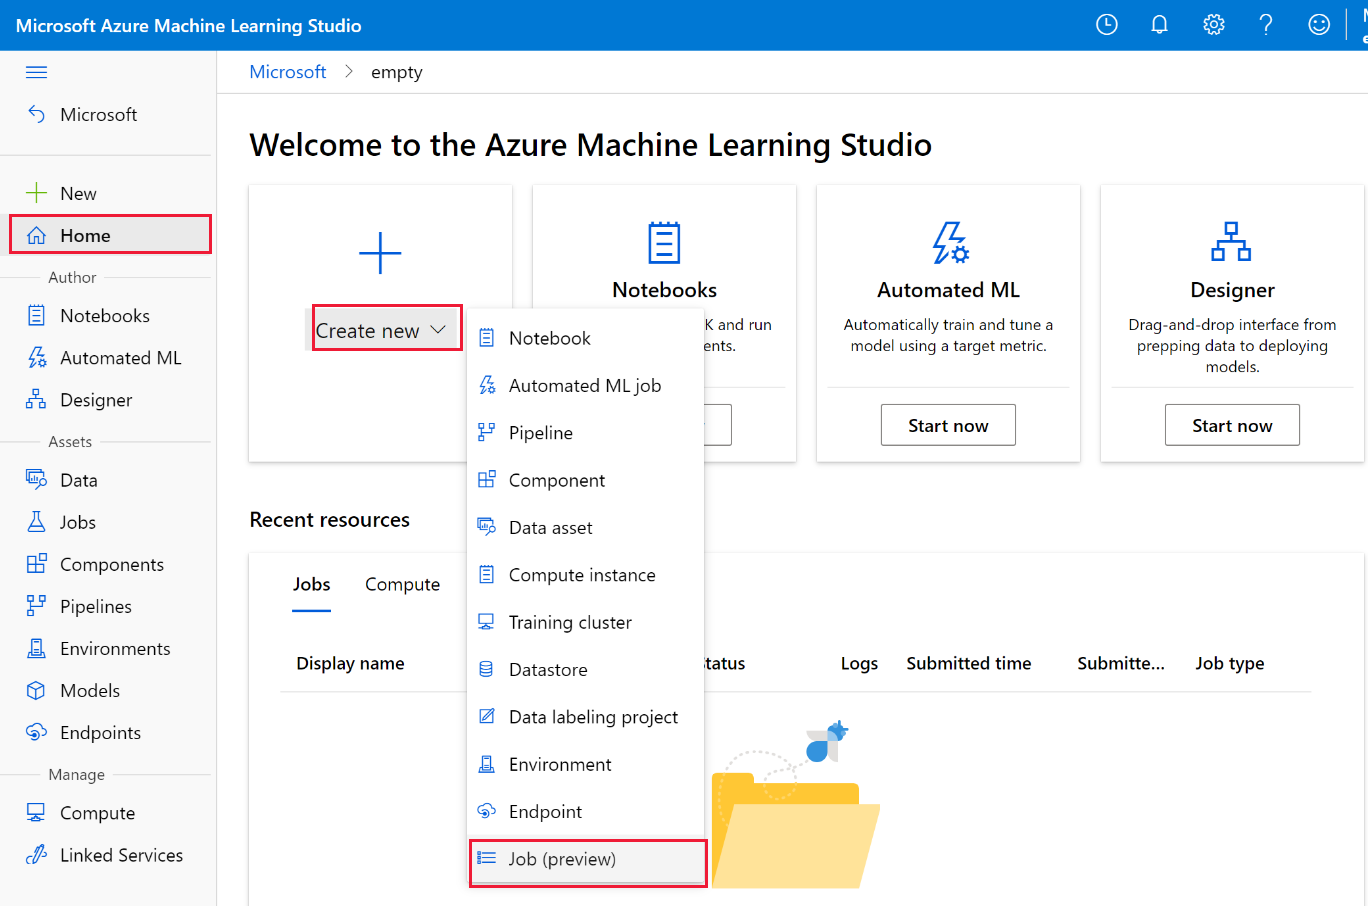 Microsoft Azure Machine Learning Studio
Microsoft > empty
Microsoft
New
Home
Author
Notebooks
Automated ML
Designer
Assets
Data
Jobs
Components
Pipelines
Environments
Models
Endpoints
Manage
Compute
Linked Services
Welcome to the Azure Machine Learning Studio
Create new
Notebook
Automated ML job
Pipeline
Component
Data asset
Compute instance
Training cluster
Datastore
Data labeling project
Environment
Endpoint
Job (preview)
Notebooks
K and run
Automated ML
Automatically train and tune a
model using a target metric.
Start now
Designer
Drag-and-drop interface from
prepping data to deploying
models.
Start now
Recent resources
Jobs Compute
Display name Logs Submitted time Submitte... Job type